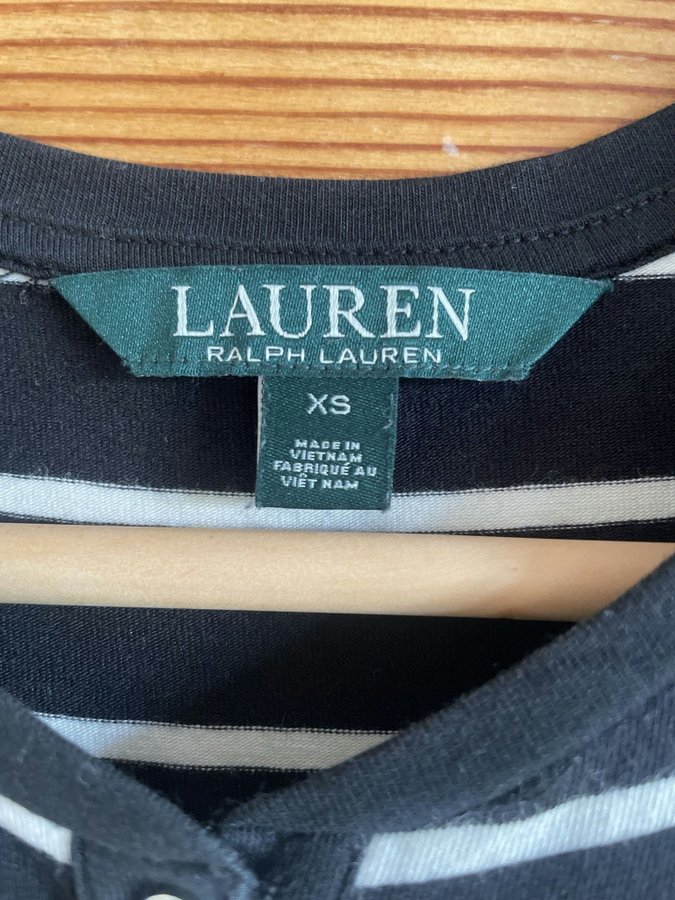 LAUREN
RALPH LAUREN
XS
MADE IN
VIETNAM
FABRIQUÉ AU
VIÊT NAM